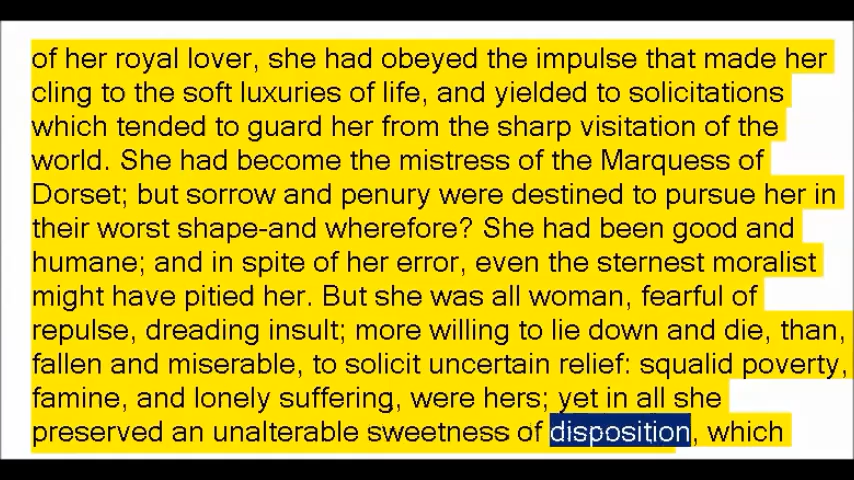 of her royal lover, she had obeyed the impulse that made her
cling to the soft luxuries of life, and yielded to solicitations
which tended to guard her from the sharp visitation of the
world. She had become the mistress of the Marquess of
Dorset; but sorrow and penury were destined to pursue her in
their worst shape-and wherefore? She had been good and
humane; and in spite of her error, even the sternest moralist
might have pitied her. But she was all woman, fearful of
repulse, dreading insult; more willing to lie down and die, than,
fallen and miserable, to solicit uncertain relief: squalid poverty,
famine, and lonely suffering, were hers; yet in all she
preserved an unalterable sweetness of disposition, which